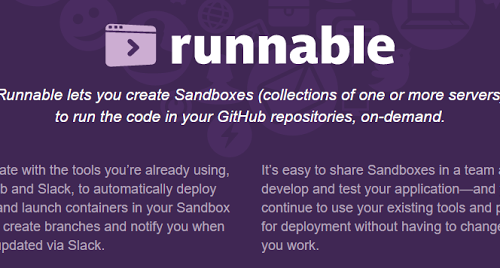 runnable
Runnable lets you create Sandboxes (collections of one or more servers
to run the code in your GitHub repositories, on-demand.
ate with the tools you're already using,
b and Slack, to automatically deploy
and launch containers in your Sandbox
create branches and notify you when
updated via Slack.
It's easy to share Sandboxes in a team a
develop and test your application—and
continue to use your existing tools and p
for deployment without having to change
you work.